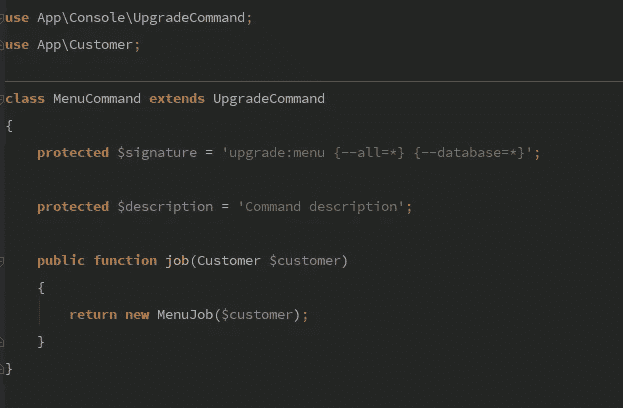 use App\Console\UpgradeCommand;
use App\Customer;
class MenuCommand extends UpgradeCommand
{
    protected $signature = 'upgrade:menu {--all=*} {--database=*}';
    protected $description = 'Command description';
    public function job(Customer $customer)
    {
        return new MenuJob($customer);
    }
}